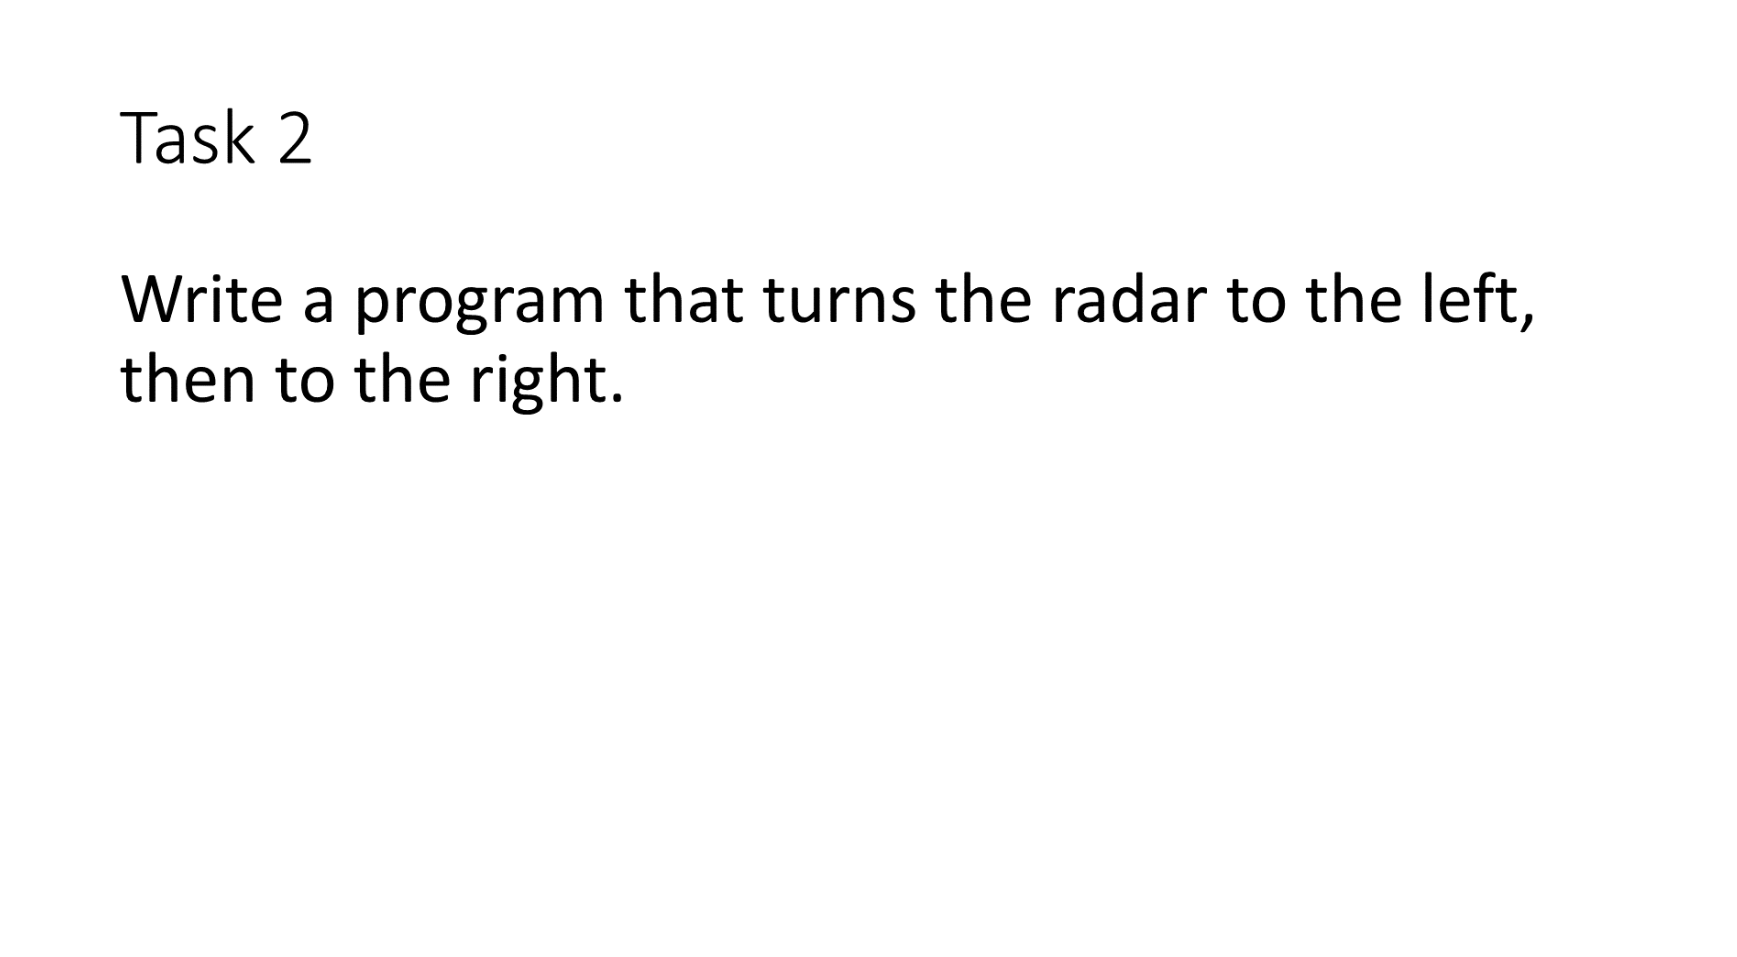 Task 2
Write a program that turns the radar to the left,
then to the right.